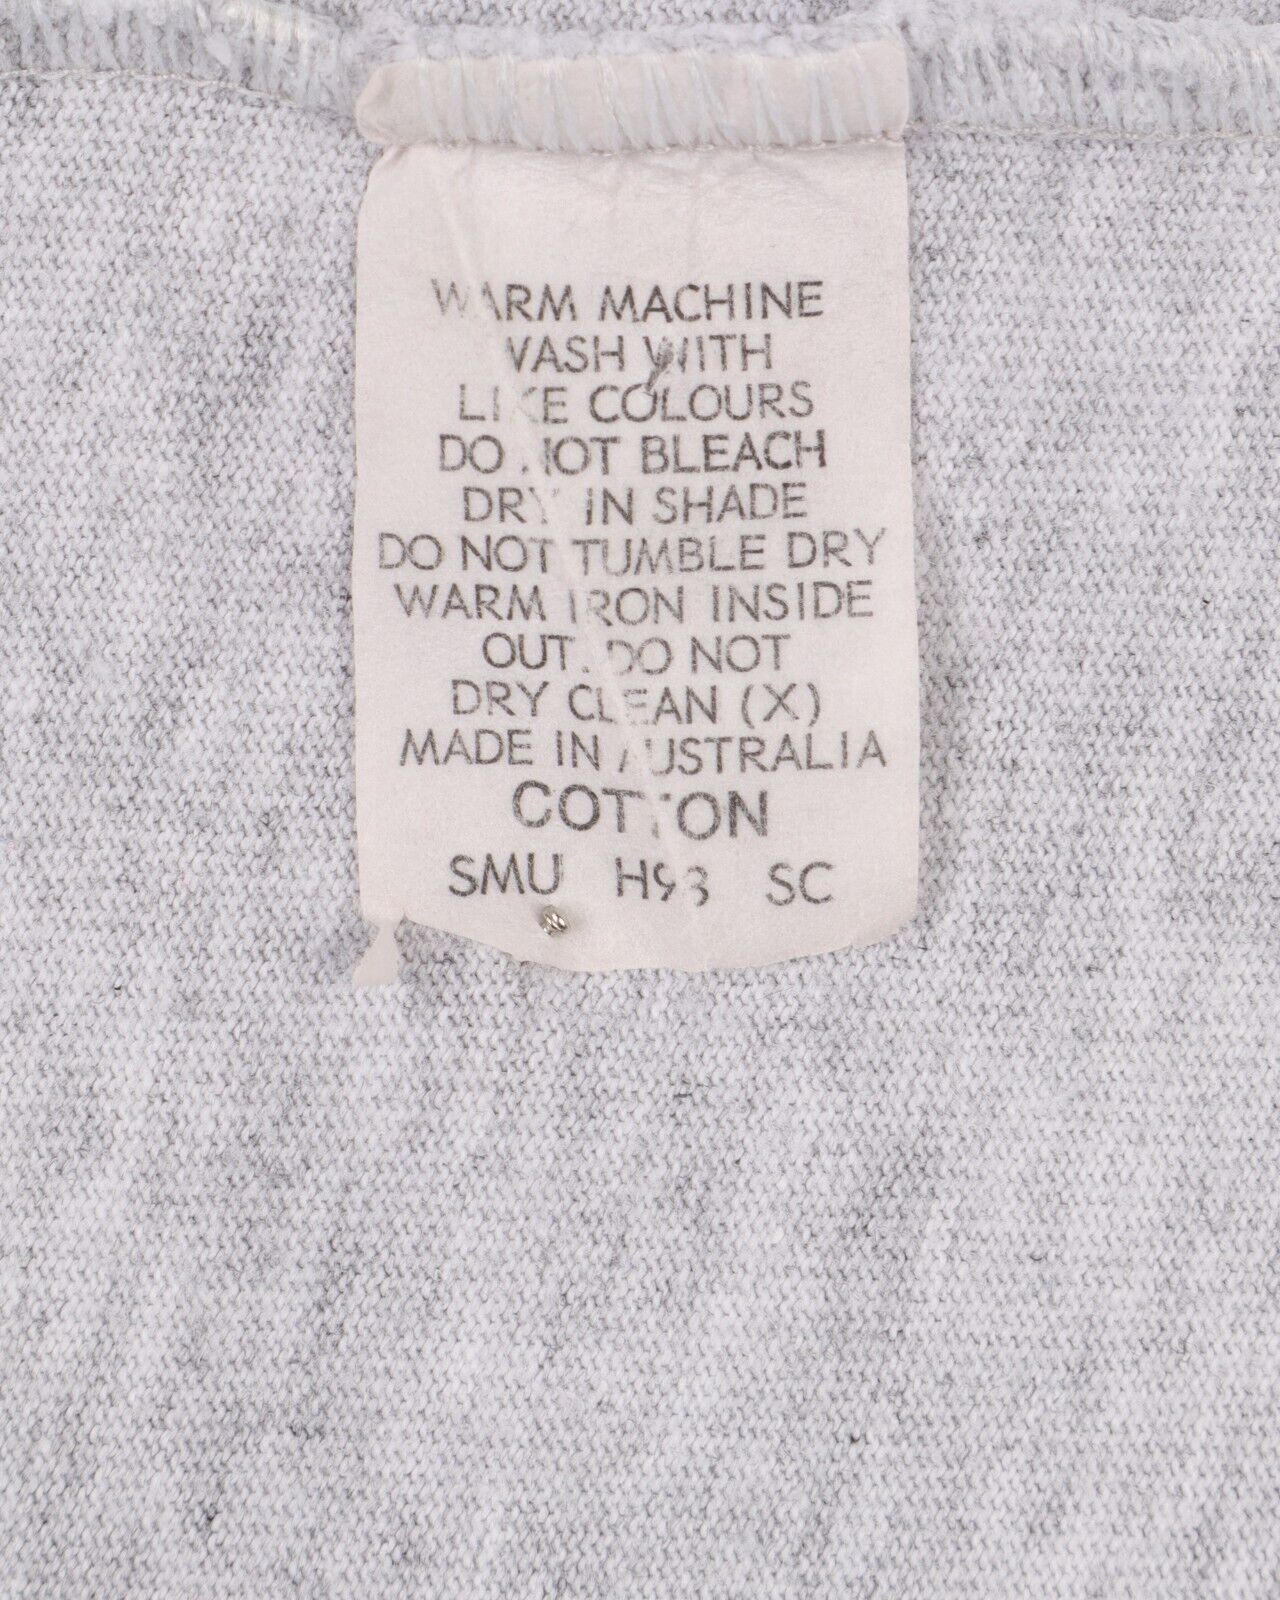 WARM MACHINE
WASH WITH
LIKE COLOURS
DO NOT BLEACH
DRY IN SHADE
DO NOT TUMBLE DRY
WARM IRON INSIDE
OUT. DO NOT
DRY CLEAN (X)
MADE IN AUSTRALIA
COTTON
SMU H93 SC